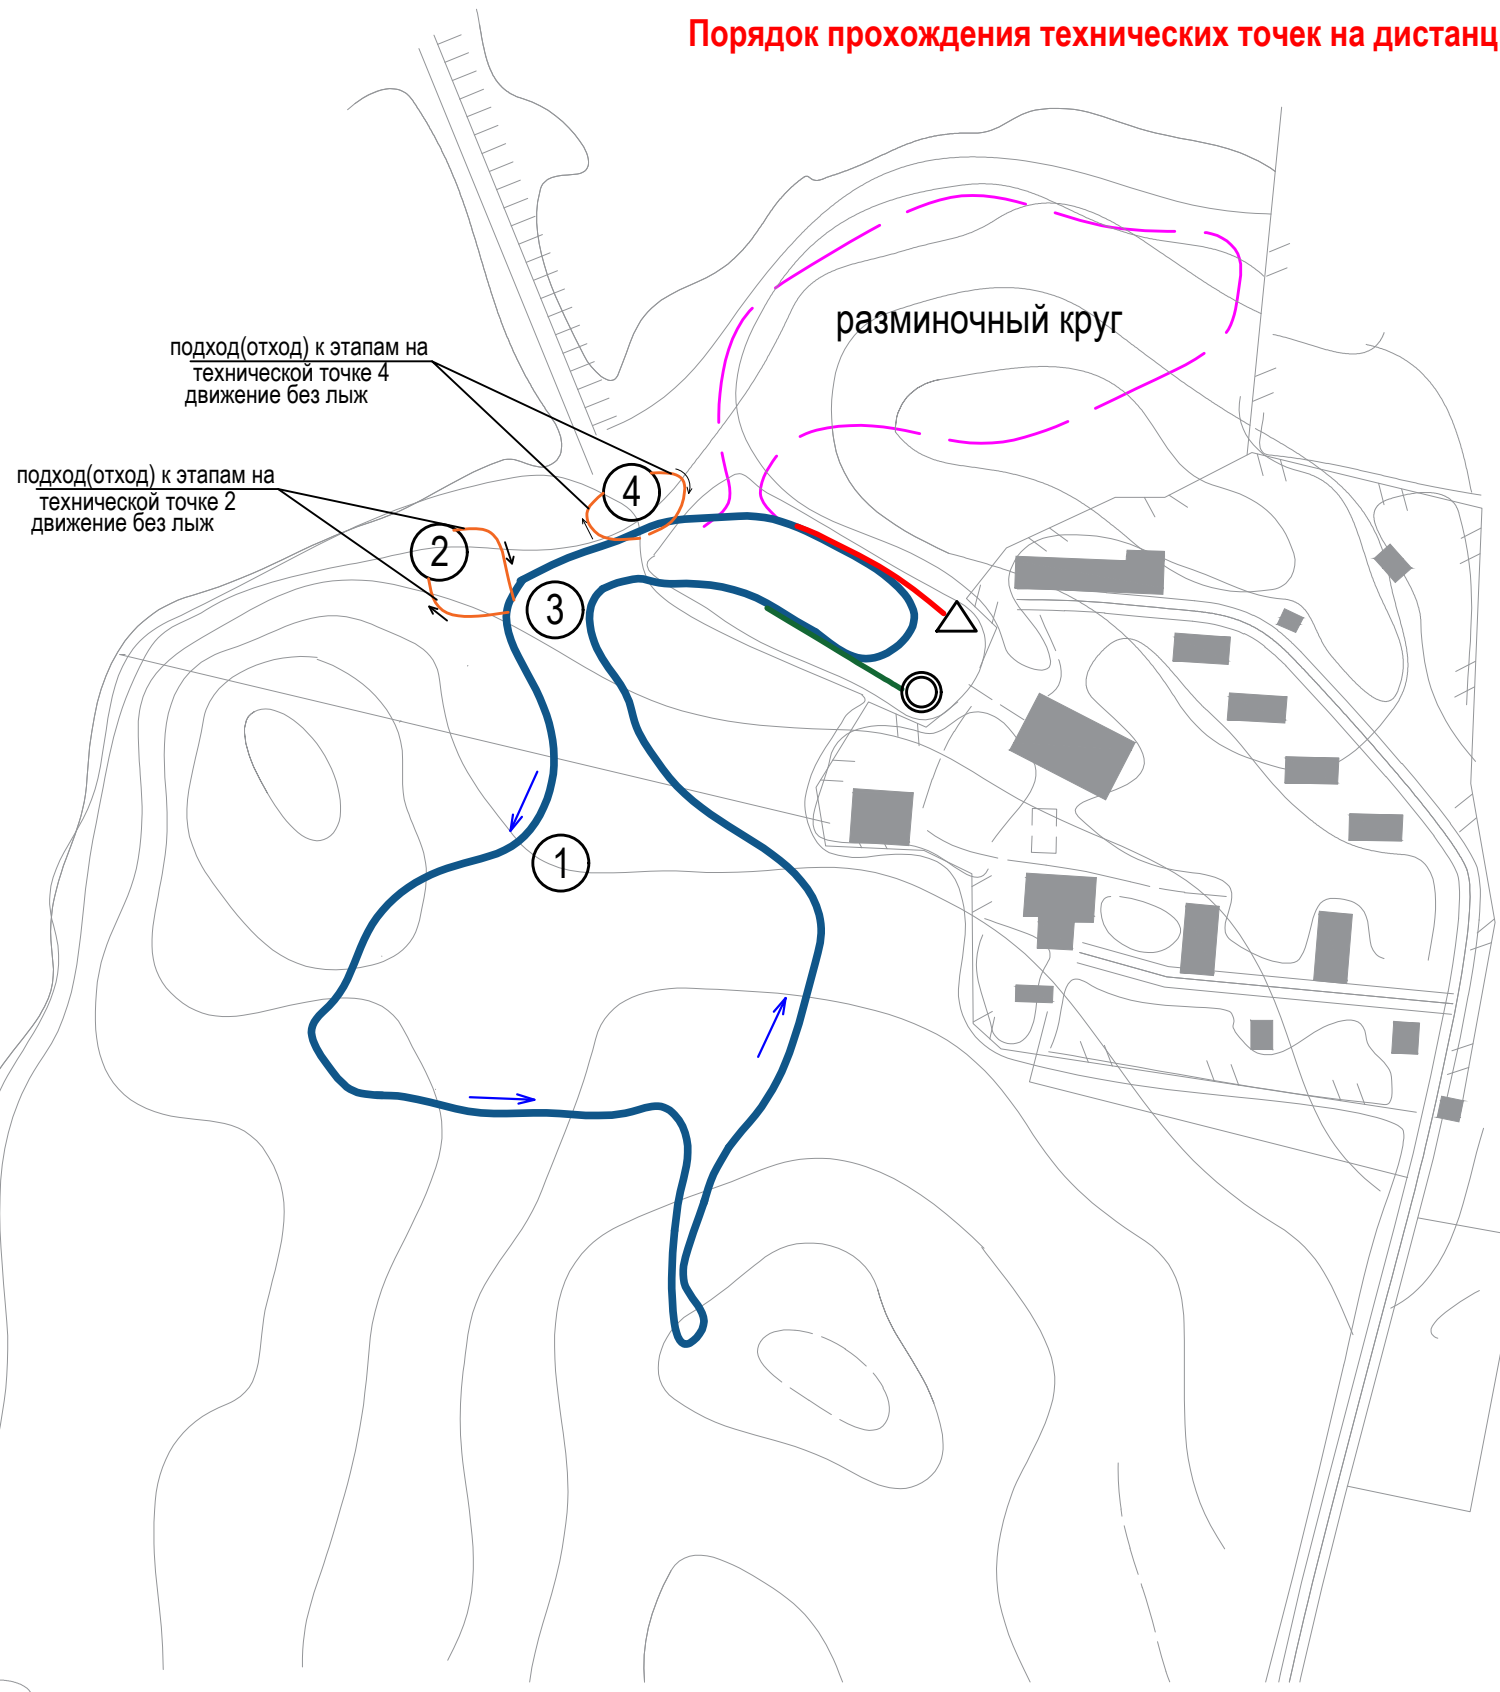 Порядок прохождения технических точек на дистанц
разминочный круг
подход(отход) к этапам на
технической точке 4
движение без лыж
подход(отход) к этапам на
технической точке 2
движение без лыж
4
2
3
1